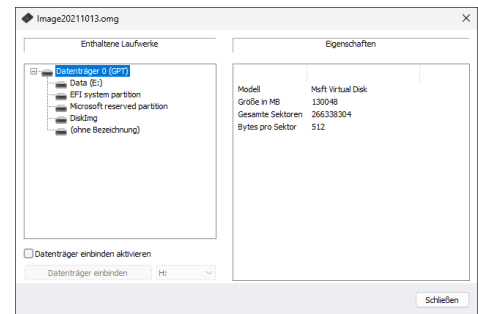 Image20211013.omg
Enthaltene Laufwerke
Eigenschaften
Datenträger 0 (GPT)
Data (E:)
EFI system partition
Microsoft reserved partition
DiskImg
(ohne Bezeichnung)
Modell Msft Virtual Disk
Größe in MB 130048
Gesamte Sektoren 266338304
Bytes pro Sektor 512
Datenträger einbinden aktivieren
Datenträger einbinden H:
Schließen